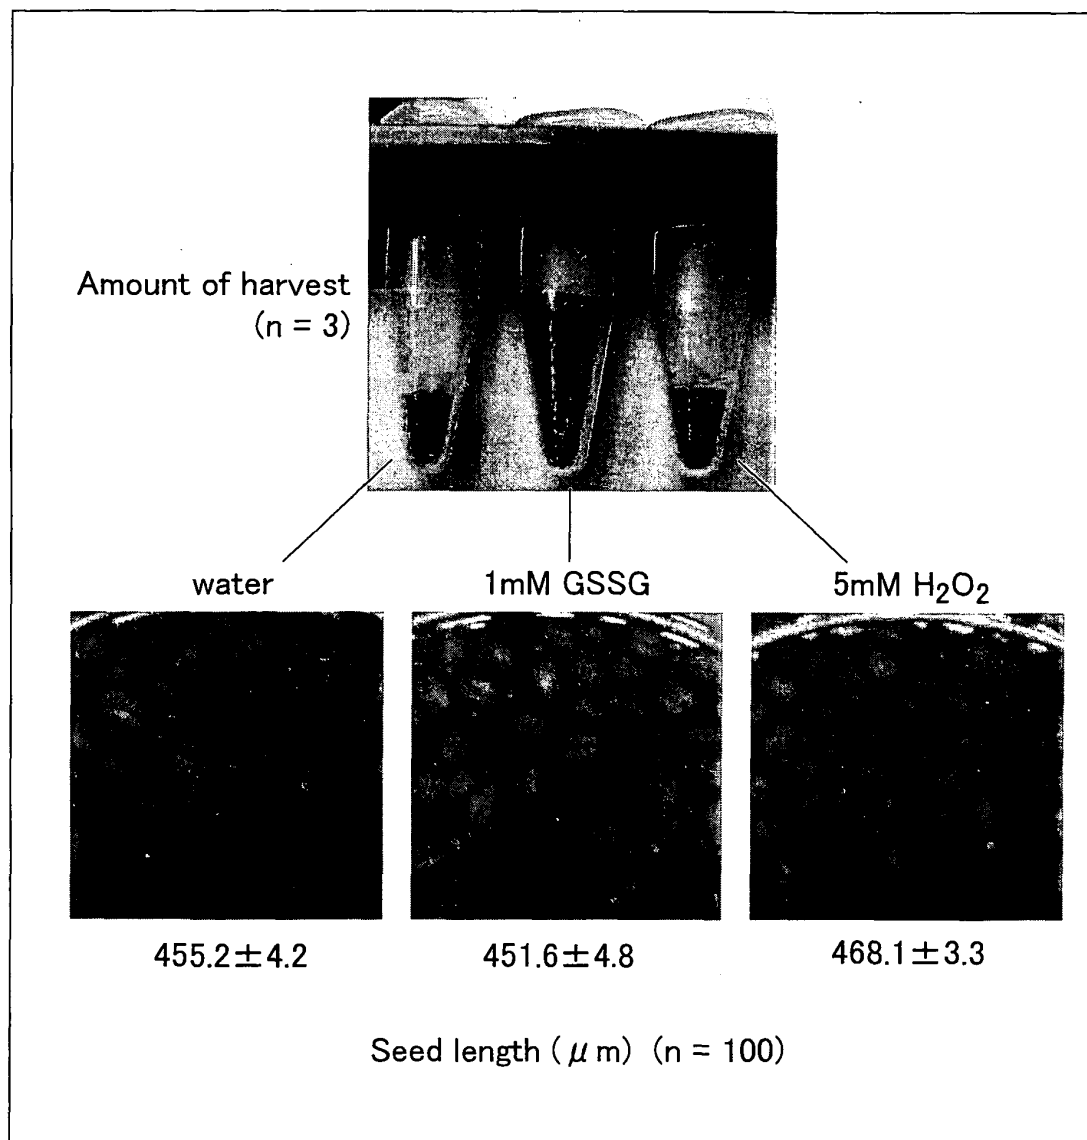 Amount of harvest
(n = 3)
water
1mM GSSG
5mM H₂O₂
455.2±4.2
451.6±4.8
468.1±3.3
Seed length (μm) (n = 100)